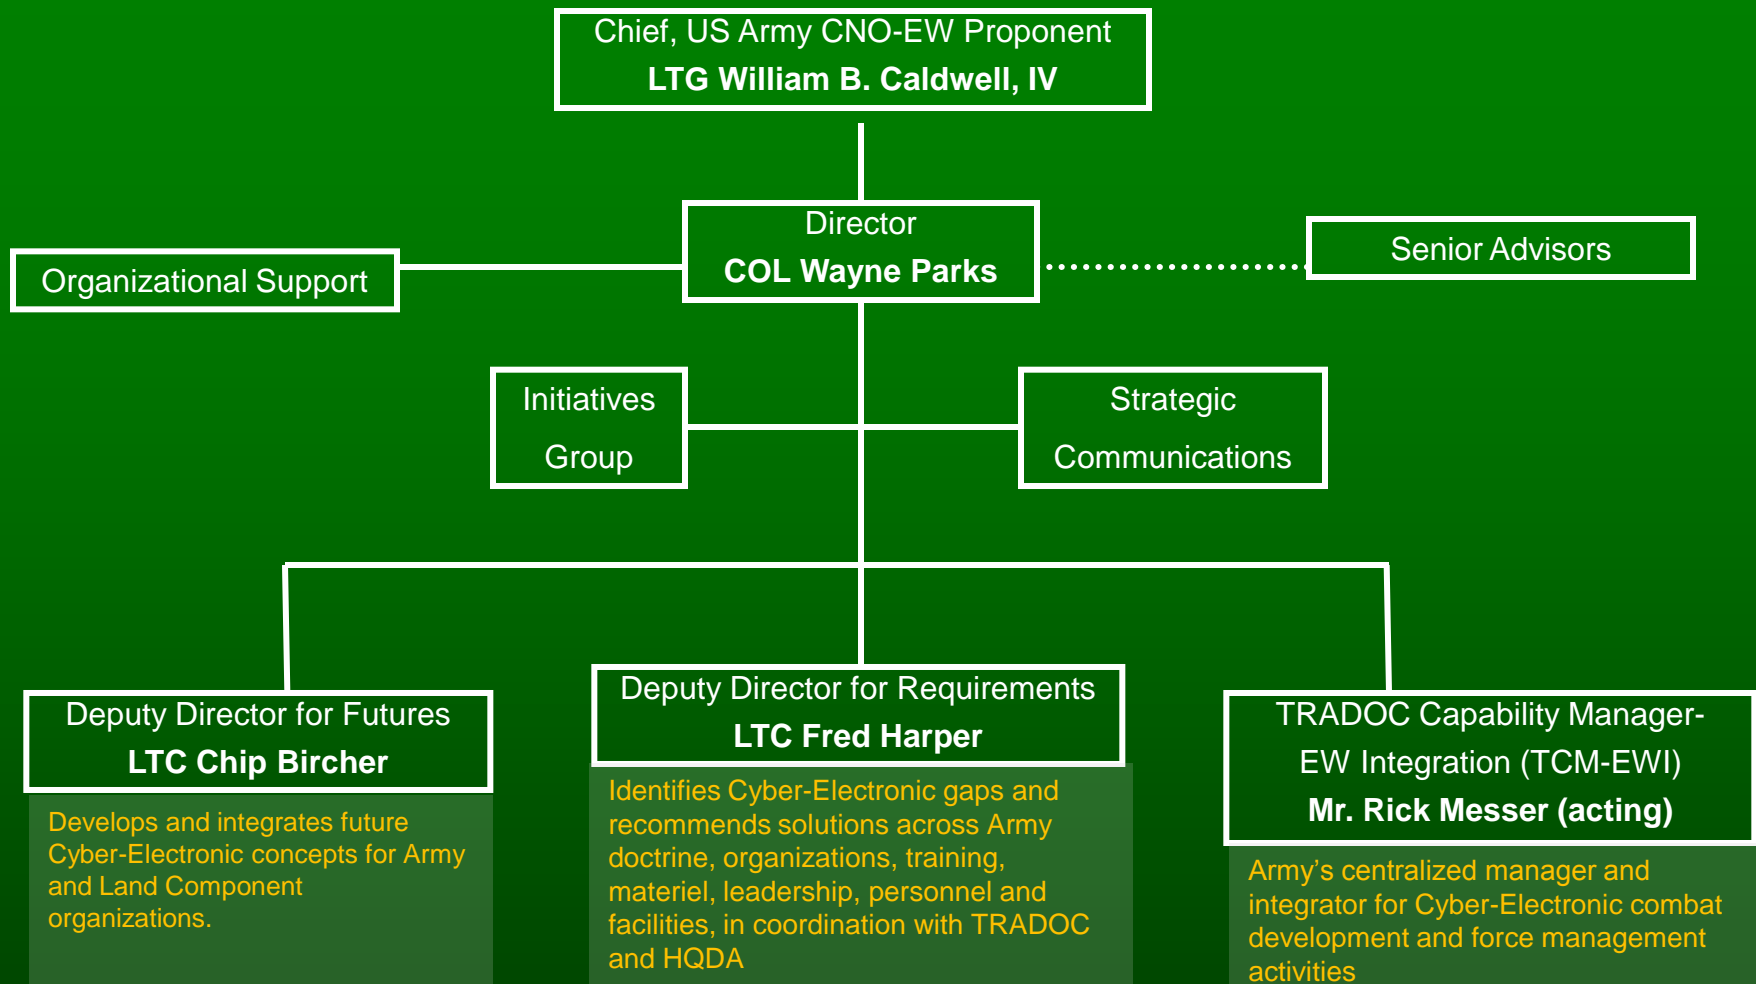 Chief, US Army CNO-EW Proponent
LTG William B. Caldwell, IV
Director
COL Wayne Parks
Senior Advisors
Organizational Support
Initiatives
Group
Strategic
Communications
Deputy Director for Futures
LTC Chip Bircher
Develops and integrates future
Cyber-Electronic concepts for Army
and Land Component
organizations.
Deputy Director for Requirements
LTC Fred Harper
Identifies Cyber-Electronic gaps and
recommends solutions across Army
doctrine, organizations, training,
materiel, leadership, personnel and
facilities, in coordination with TRADOC
and HQDA
TRADOC Capability Manager-
EW Integration (TCM-EWI)
Mr. Rick Messer (acting)
Army’s centralized manager and
integrator for Cyber-Electronic combat
development and force management
activities